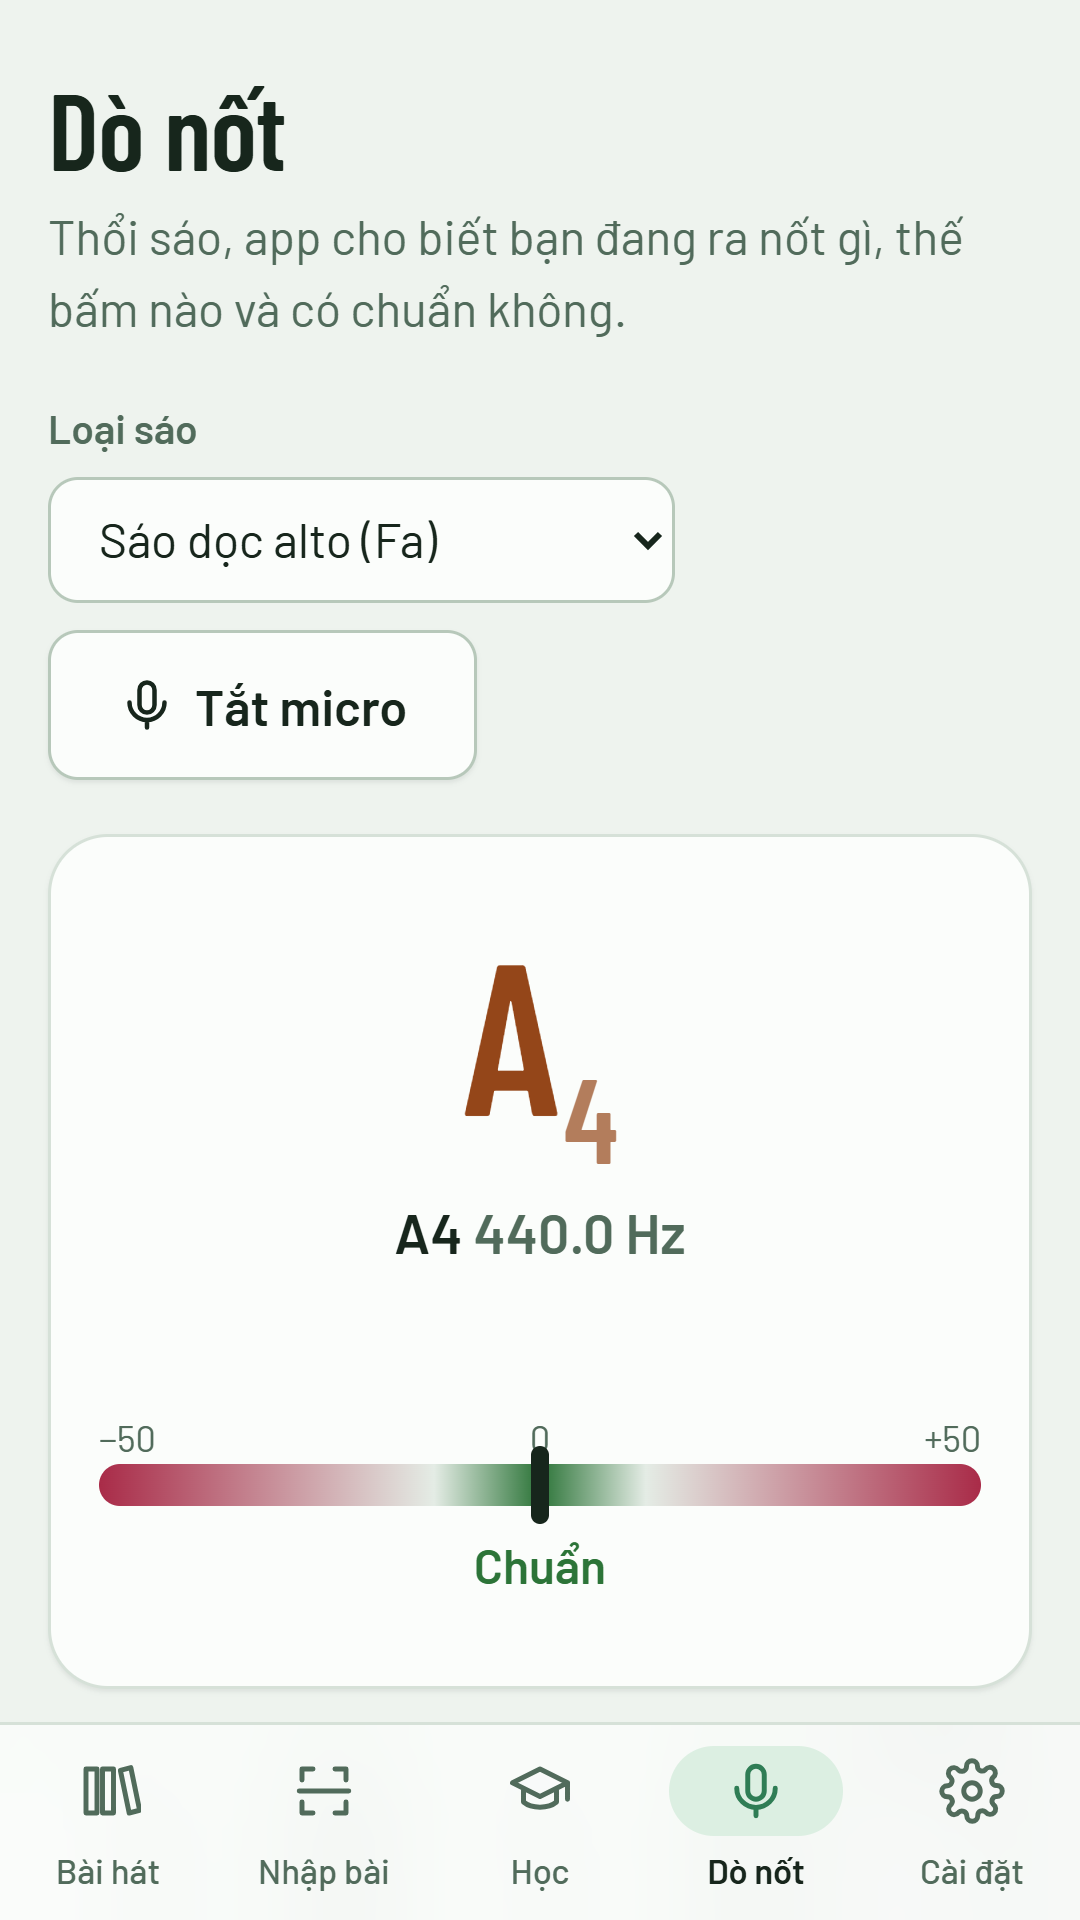 Dò nốt
Thổi sáo, app cho biết bạn đang ra nốt gì, thế
bấm nào và có chuẩn không.
Loại sáo
Sáo dọc alto (Fa)
Tắt micro
A4
A4 440.0 Hz
−50 0 +50
Chuẩn
Bài hát Nhập bài Học Dò nốt Cài đặt